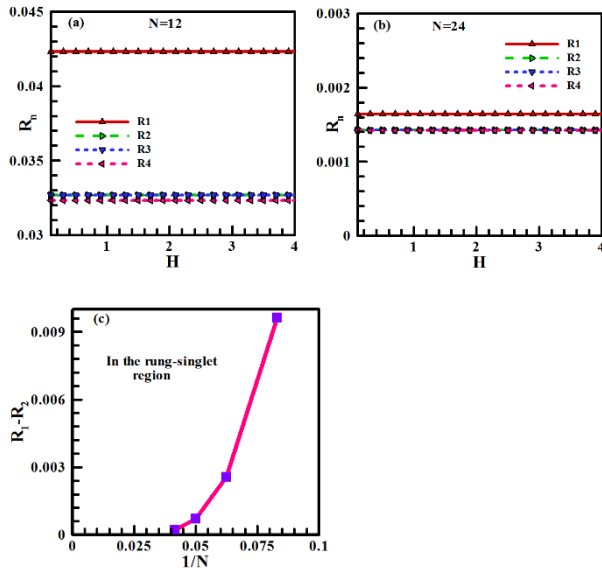 (a) N=12
0.045
0.04
0.035
0.03
Rn
R1
R2
R3
R4
1 2 3 4
H
(b) N=24
0.003
0.002
0.001
0
Rn
R1
R2
R3
R4
1 2 3 4
H
(c)
In the rung-singlet
region
0.009
0.006
0.003
0
R1-R2
0 0.025 0.05 0.075 0.1
1/N